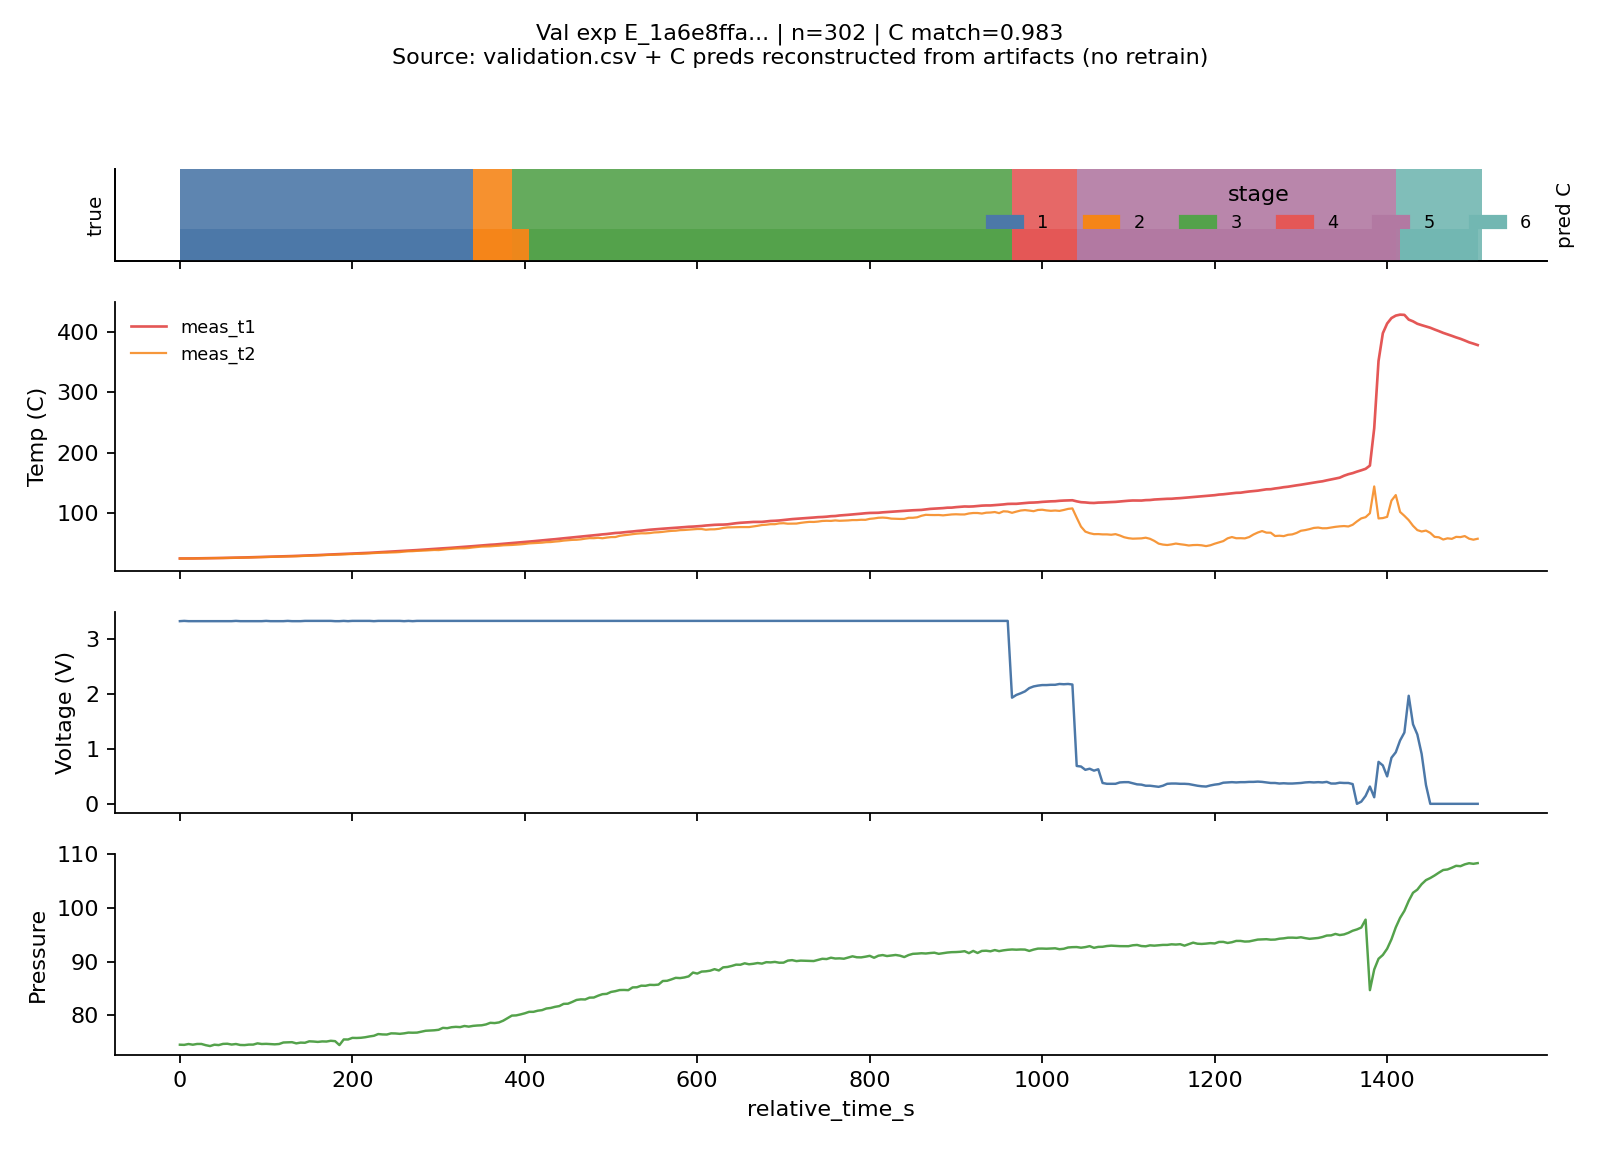 Val exp E_1a6e8ffa... | n=302 | C match=0.983
Source: validation.csv + C preds reconstructed from artifacts (no retrain)
true
pred C
stage
1 2 3 4 5 6
meas_t1
meas_t2
Temp (C)
400
300
200
100
Voltage (V)
3
2
1
0
Pressure
110
100
90
80
0 200 400 600 800 1000 1200 1400
relative_time_s